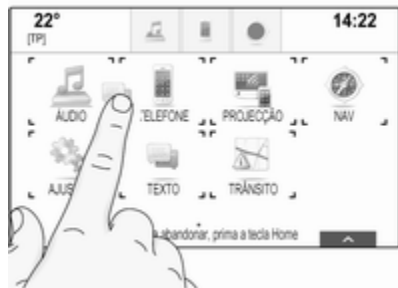 22° 14:22
[TP]
ÁUDIO TELEFONE PROJECÇÃO NAV
TEXTO TRÂNSITO
abandonar, prima a tecla Home